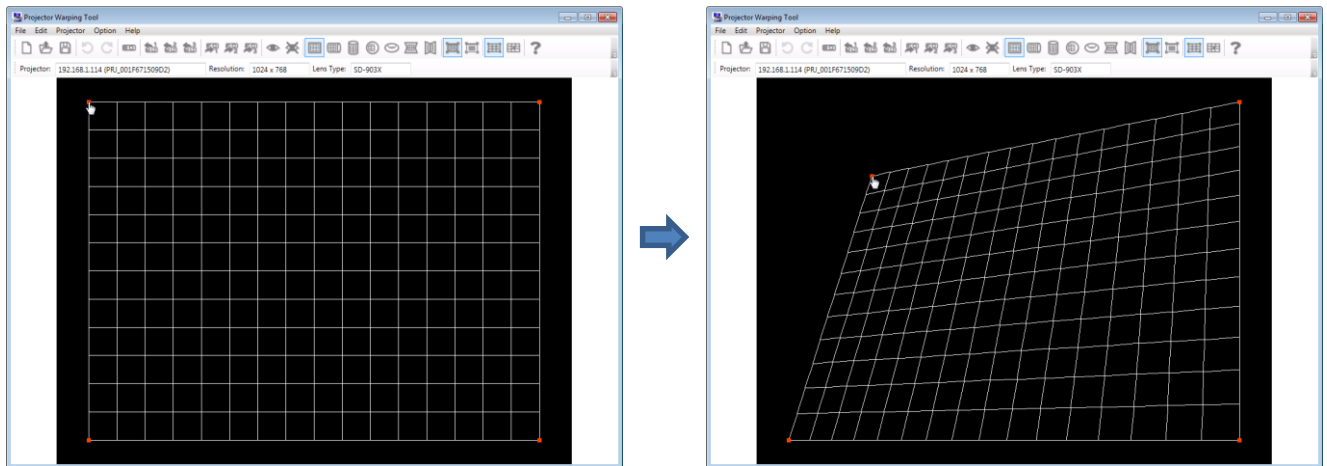 Projector Warping Tool
File Edit Projector Option Help
Projector: 192.168.1.114 (PRJ_001F671509D2) Resolution: 1024 x 768 Lens Type: SD-903X
Projector Warping Tool
File Edit Projector Option Help
Projector: 192.168.1.114 (PRJ_001F671509D2) Resolution: 1024 x 768 Lens Type: SD-903X